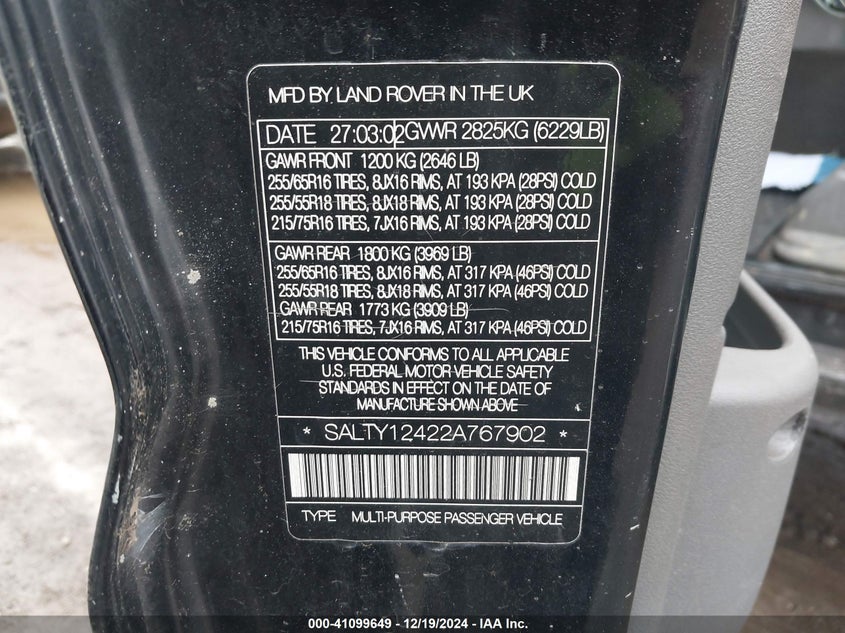 MFD BY LAND ROVER IN THE UK
DATE 27:03:02 GVWR 2825KG (6229LB)
GAWR FRONT 1200 KG (2646 LB)
255/65R16 TIRES, 8JX16 RIMS, AT 193 KPA (28PSI) COLD
255/55R18 TIRES, 8JX18 RIMS, AT 193 KPA (28PSI) COLD
215/75R16 TIRES, 7JX16 RIMS, AT 193 KPA (28PSI) COLD
GAWR REAR 1800 KG (3969 LB)
255/65R16 TIRES, 8JX16 RIMS, AT 317 KPA (46PSI) COLD
255/55R18 TIRES, 8JX18 RIMS, AT 317 KPA (46PSI) COLD
GAWR REAR 1773 KG (3909 LB)
215/75R16 TIRES, 7JX16 RIMS, AT 317 KPA (46PSI) COLD
THIS VEHICLE CONFORMS TO ALL APPLICABLE
U.S. FEDERAL MOTOR VEHICLE SAFETY
STANDARDS IN EFFECT ON THE DATE OF
MANUFACTURE SHOWN ABOVE
* SALTY12422A767902 *
TYPE MULTI-PURPOSE PASSENGER VEHICLE
000-41099649 - 12/19/2024 - IAA Inc.